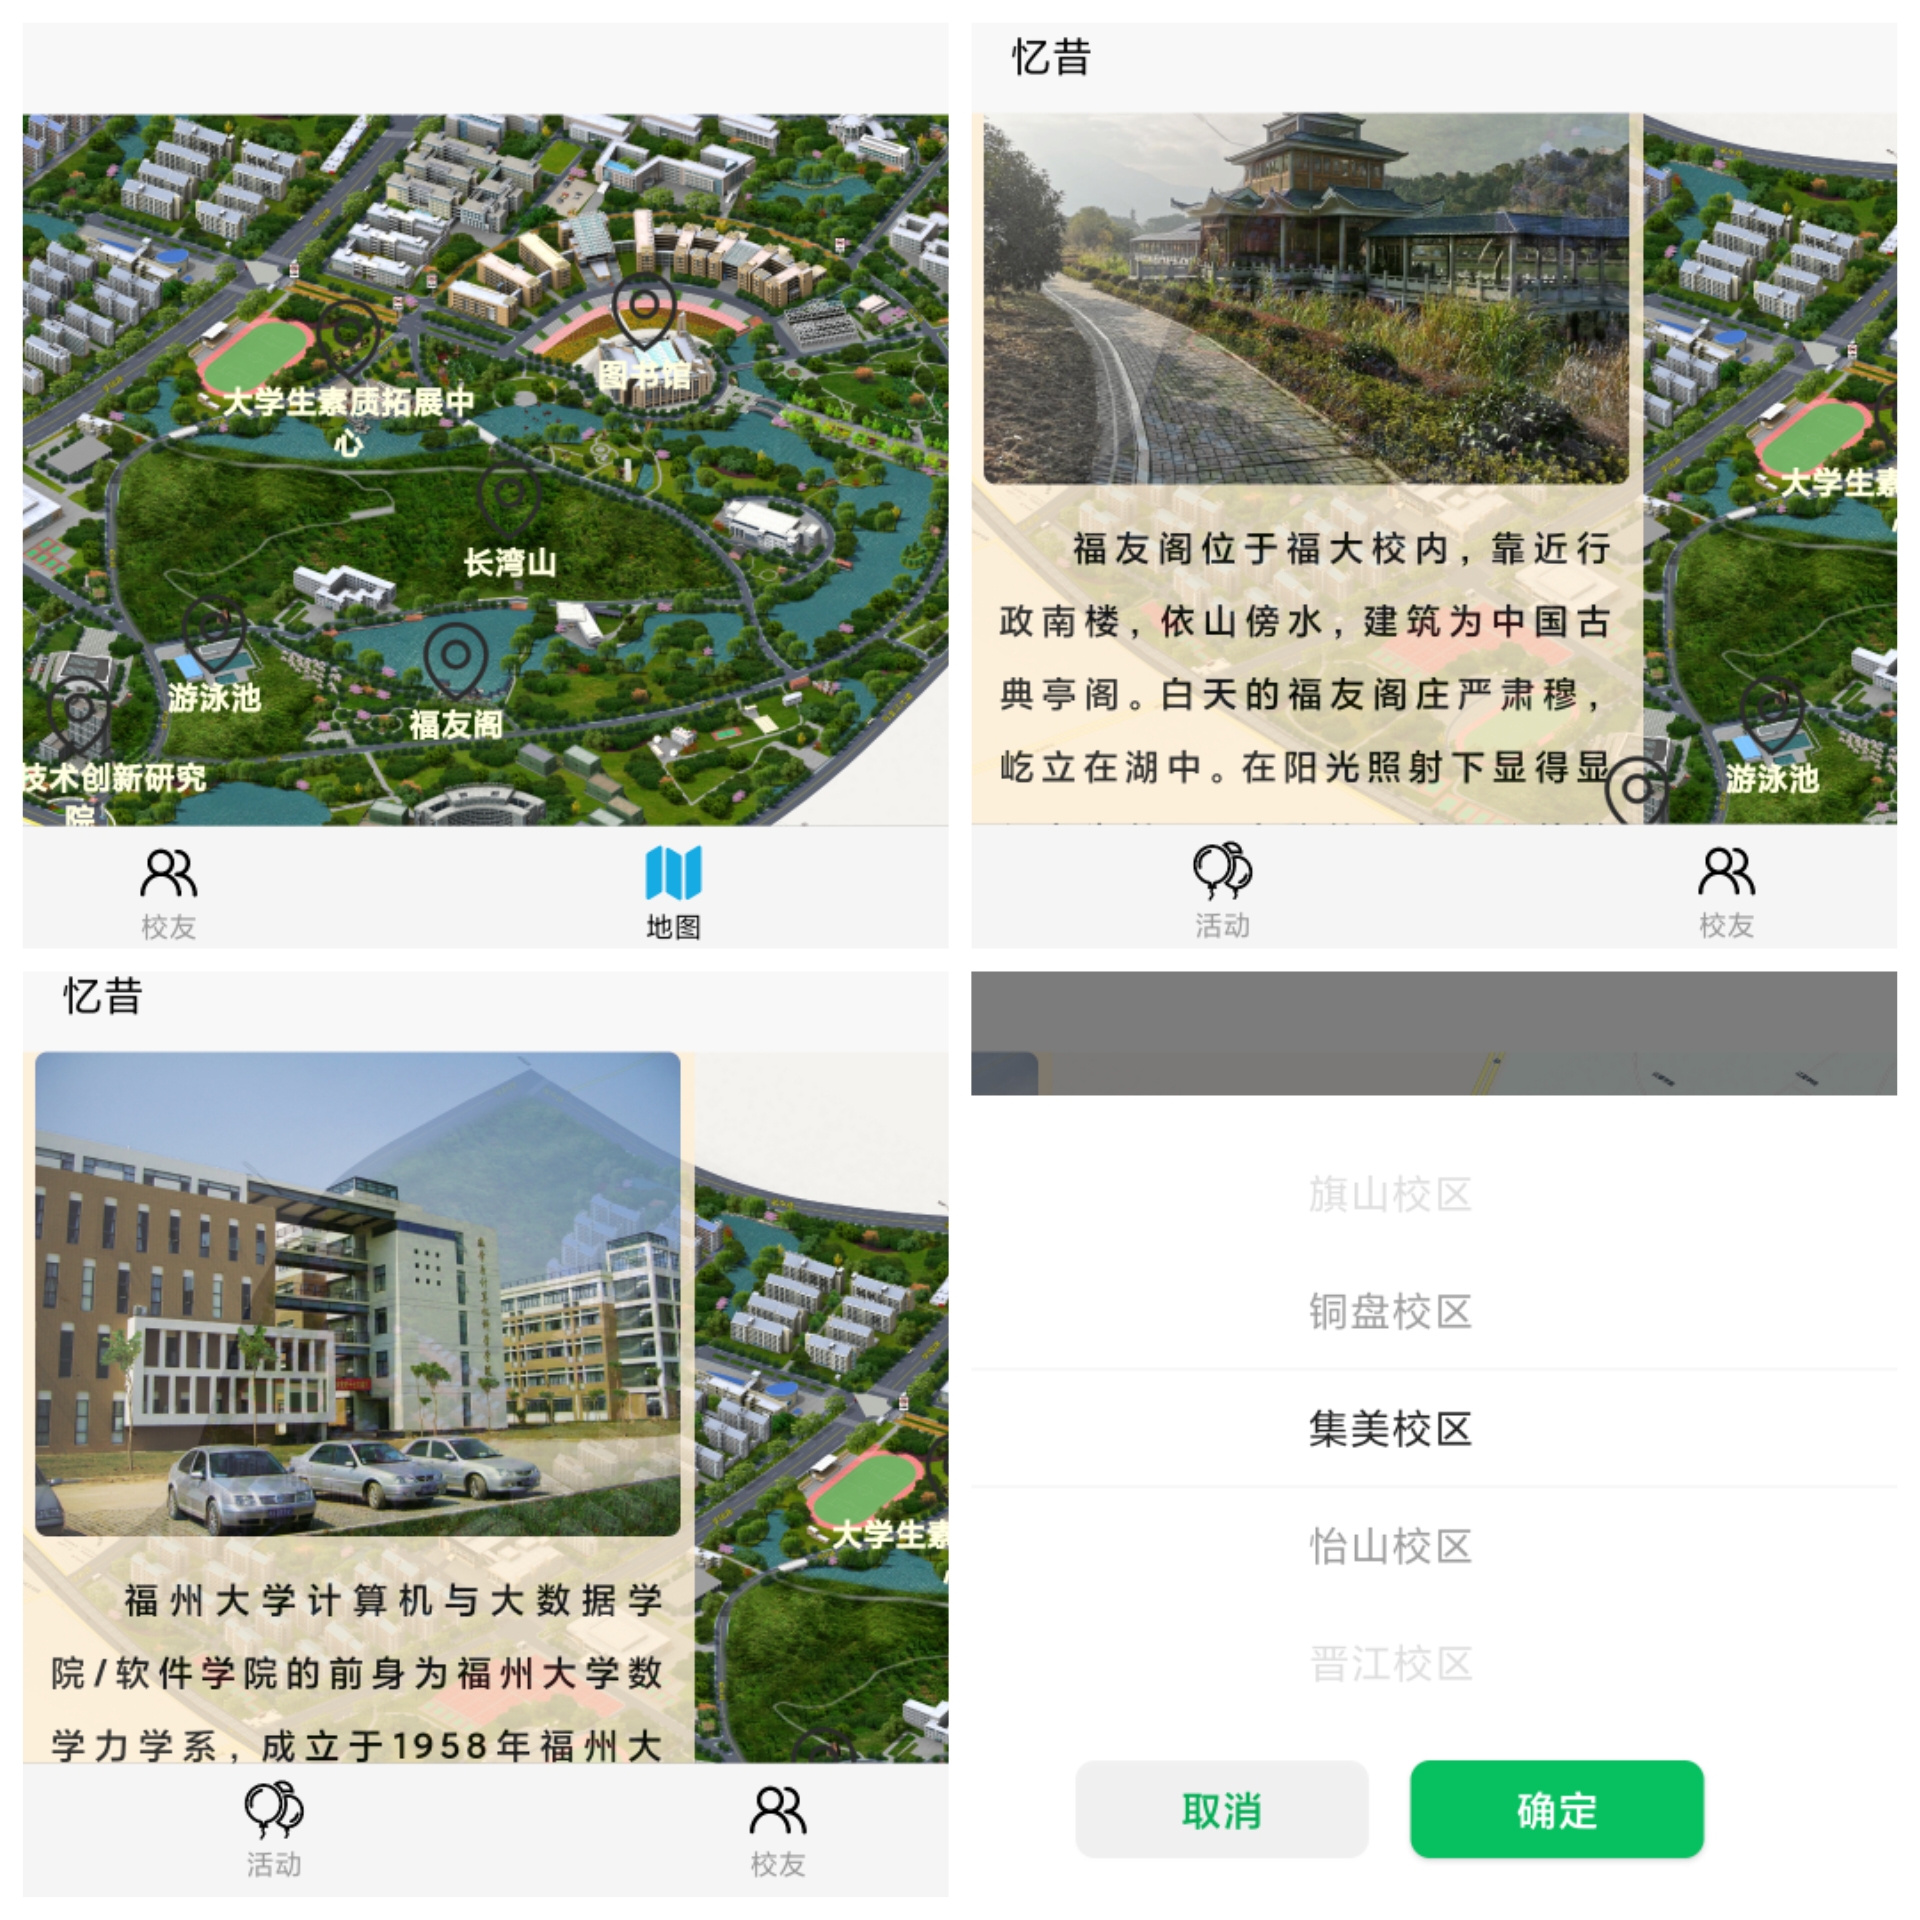 图书馆
大学生素质拓展中
心
长湾山
游泳池
福友阁
技术创新研究
院
校友
地图
忆昔
福友阁位于福大校内，靠近行
政南楼，依山傍水，建筑为中国古
典亭阁。白天的福友阁庄严肃穆，
屹立在湖中。在阳光照射下显得显
大学生素
游泳池
活动
校友
忆昔
福州大学计算机与大数据学
院/软件学院的前身为福州大学数
学力学系，成立于1958年福州大
大学生素
活动
校友
旗山校区
铜盘校区
集美校区
怡山校区
晋江校区
取消
确定